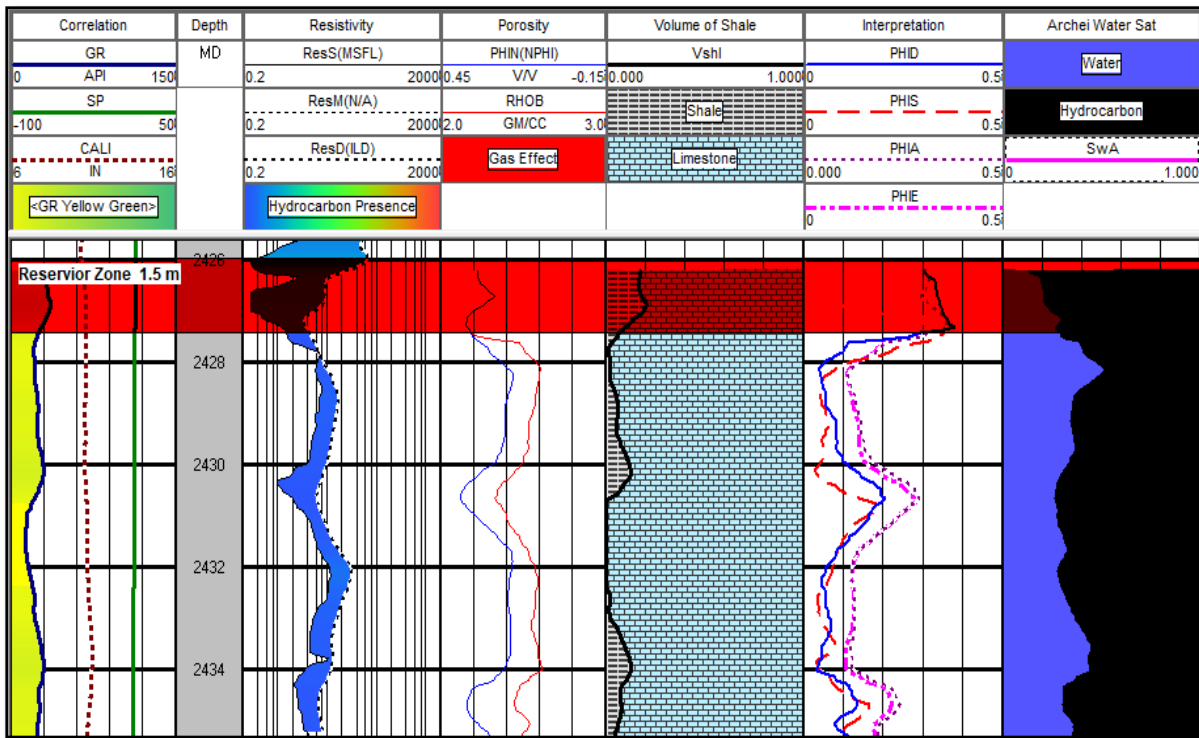 Correlation Depth Resistivity Porosity Volume of Shale Interpretation Archei Water Sat
GR MD ResS(MSFL) PHIN(NPHI) Vshl PHID Water
0 API 150 0.2 2000 0.45 V/V -0.15 0.000 1.000 0 0.5
SP ResM(N/A) RHOB Shale PHIS Hydrocarbon
-100 50 0.2 2000 2.0 GM/CC 3.0 0 0.5
CALI ResD(ILD) Gas Effect Limestone PHIA SwA
6 IN 16 0.2 2000 0.000 0.5 0 1.000
<GR Yellow Green> Hydrocarbon Presence PHIE
0 0.5
2426
Reservior Zone 1.5 m
2428
2430
2432
2434